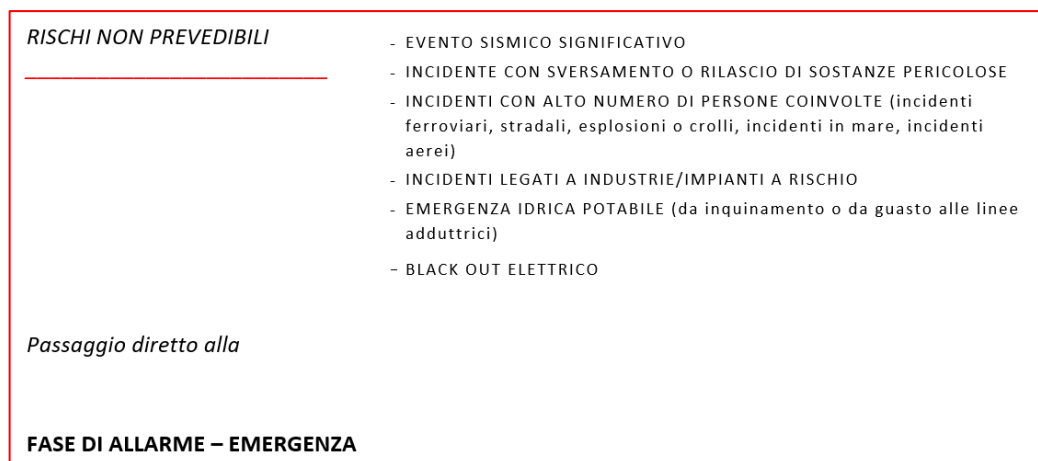 RISCHI NON PREVEDIBILI
- EVENTO SISMICO SIGNIFICATIVO
- INCIDENTE CON SVERSAMENTO O RILASCIO DI SOSTANZE PERICOLOSE
- INCIDENTI CON ALTO NUMERO DI PERSONE COINVOLTE (incidenti
ferroviari, stradali, esplosioni o crolli, incidenti in mare, incidenti
aerei)
- INCIDENTI LEGATI A INDUSTRIE/IMPIANTI A RISCHIO
- EMERGENZA IDRICA POTABILE (da inquinamento o da guasto alle linee
adduttrici)
– BLACK OUT ELETTRICO
Passaggio diretto alla
FASE DI ALLARME – EMERGENZA